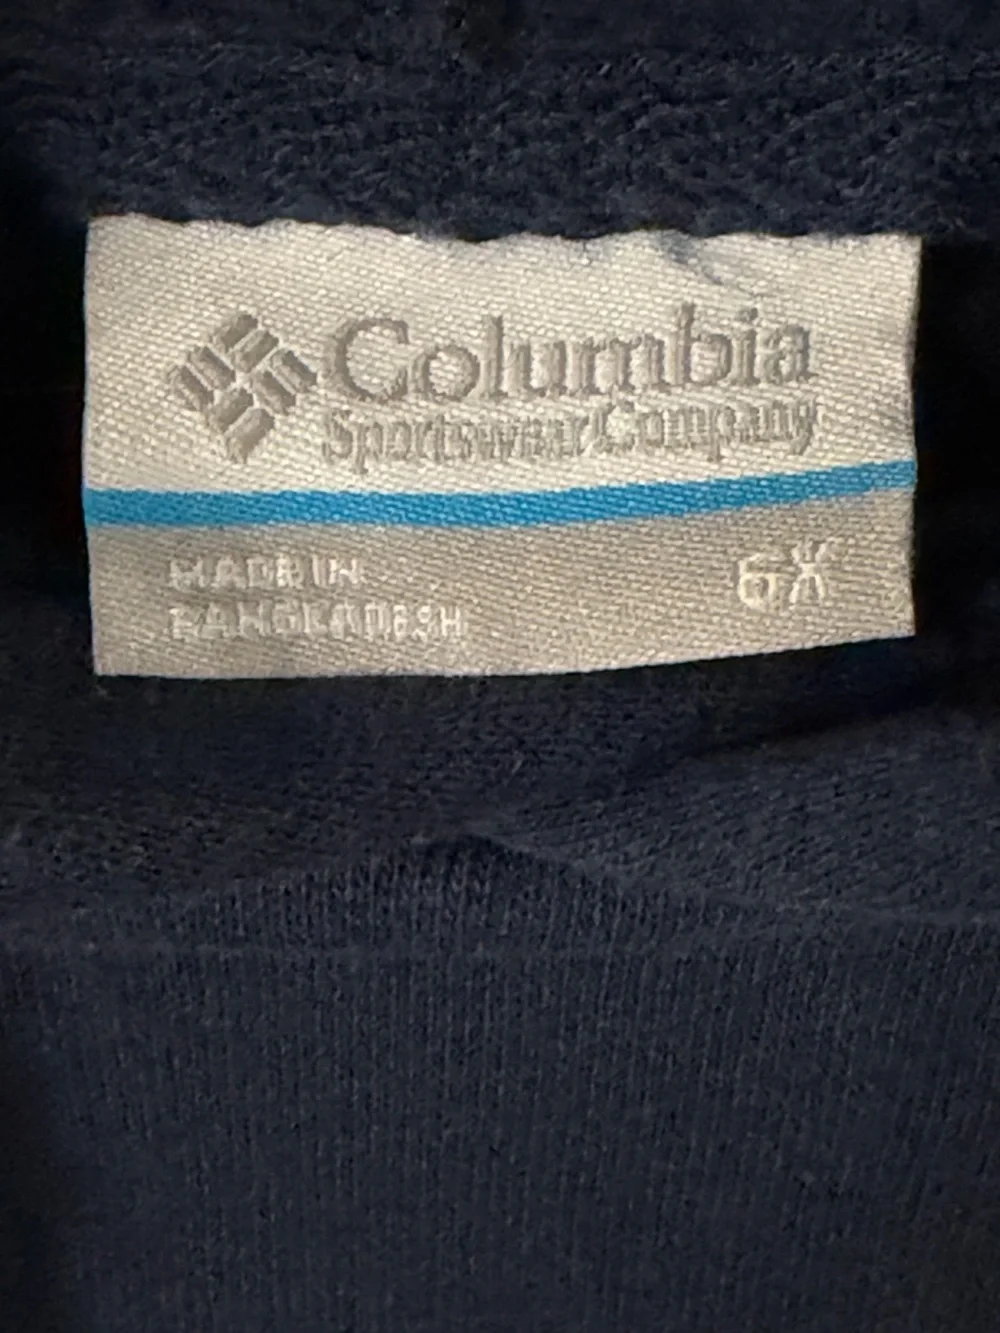 Columbia
Sportswear Company
MADE IN
BANGLADESH
6X